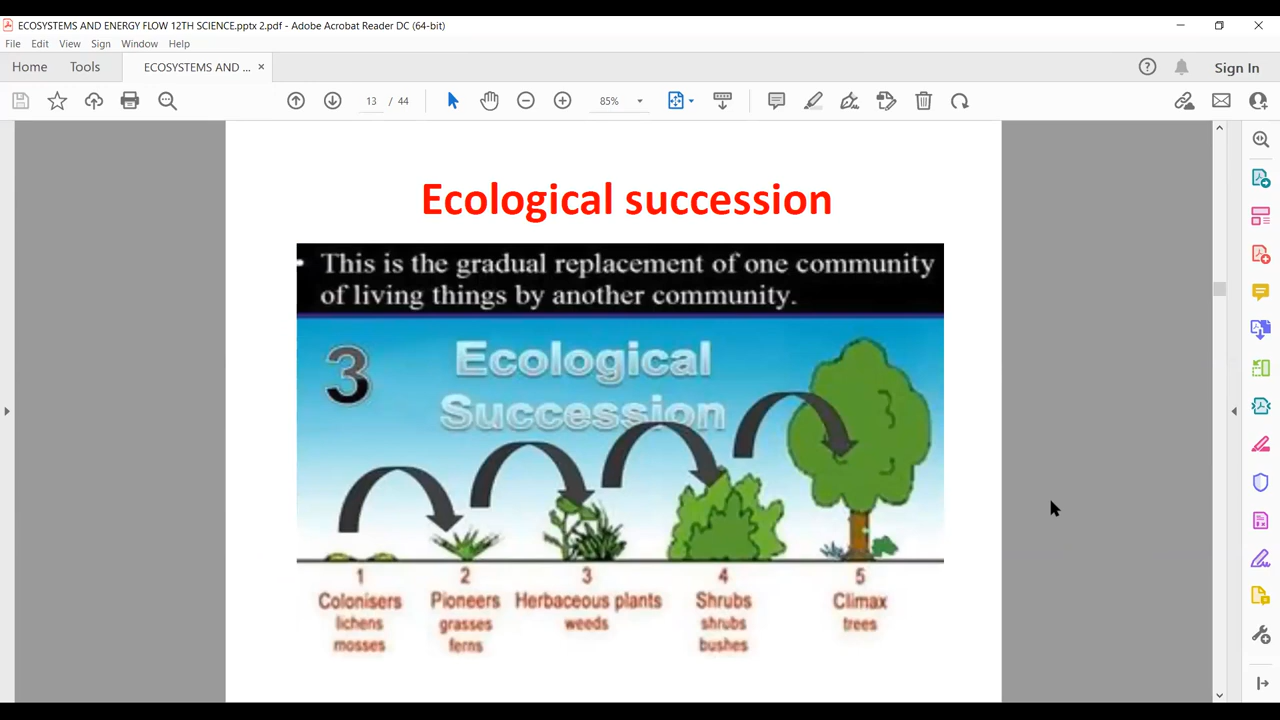 ECOSYSTEMS AND ENERGY FLOW 12TH SCIENCE.pptx 2.pdf - Adobe Acrobat Reader DC (64-bit)
File Edit View Sign Window Help
Home Tools ECOSYSTEMS AND ... × Sign In
13 / 44 85%
Ecological succession
• This is the gradual replacement of one community
of living things by another community.
3 Ecological
Succession
1 2 3 4 5
Colonisers Pioneers Herbaceous plants Shrubs Climax
lichens grasses weeds shrubs trees
mosses ferns bushes